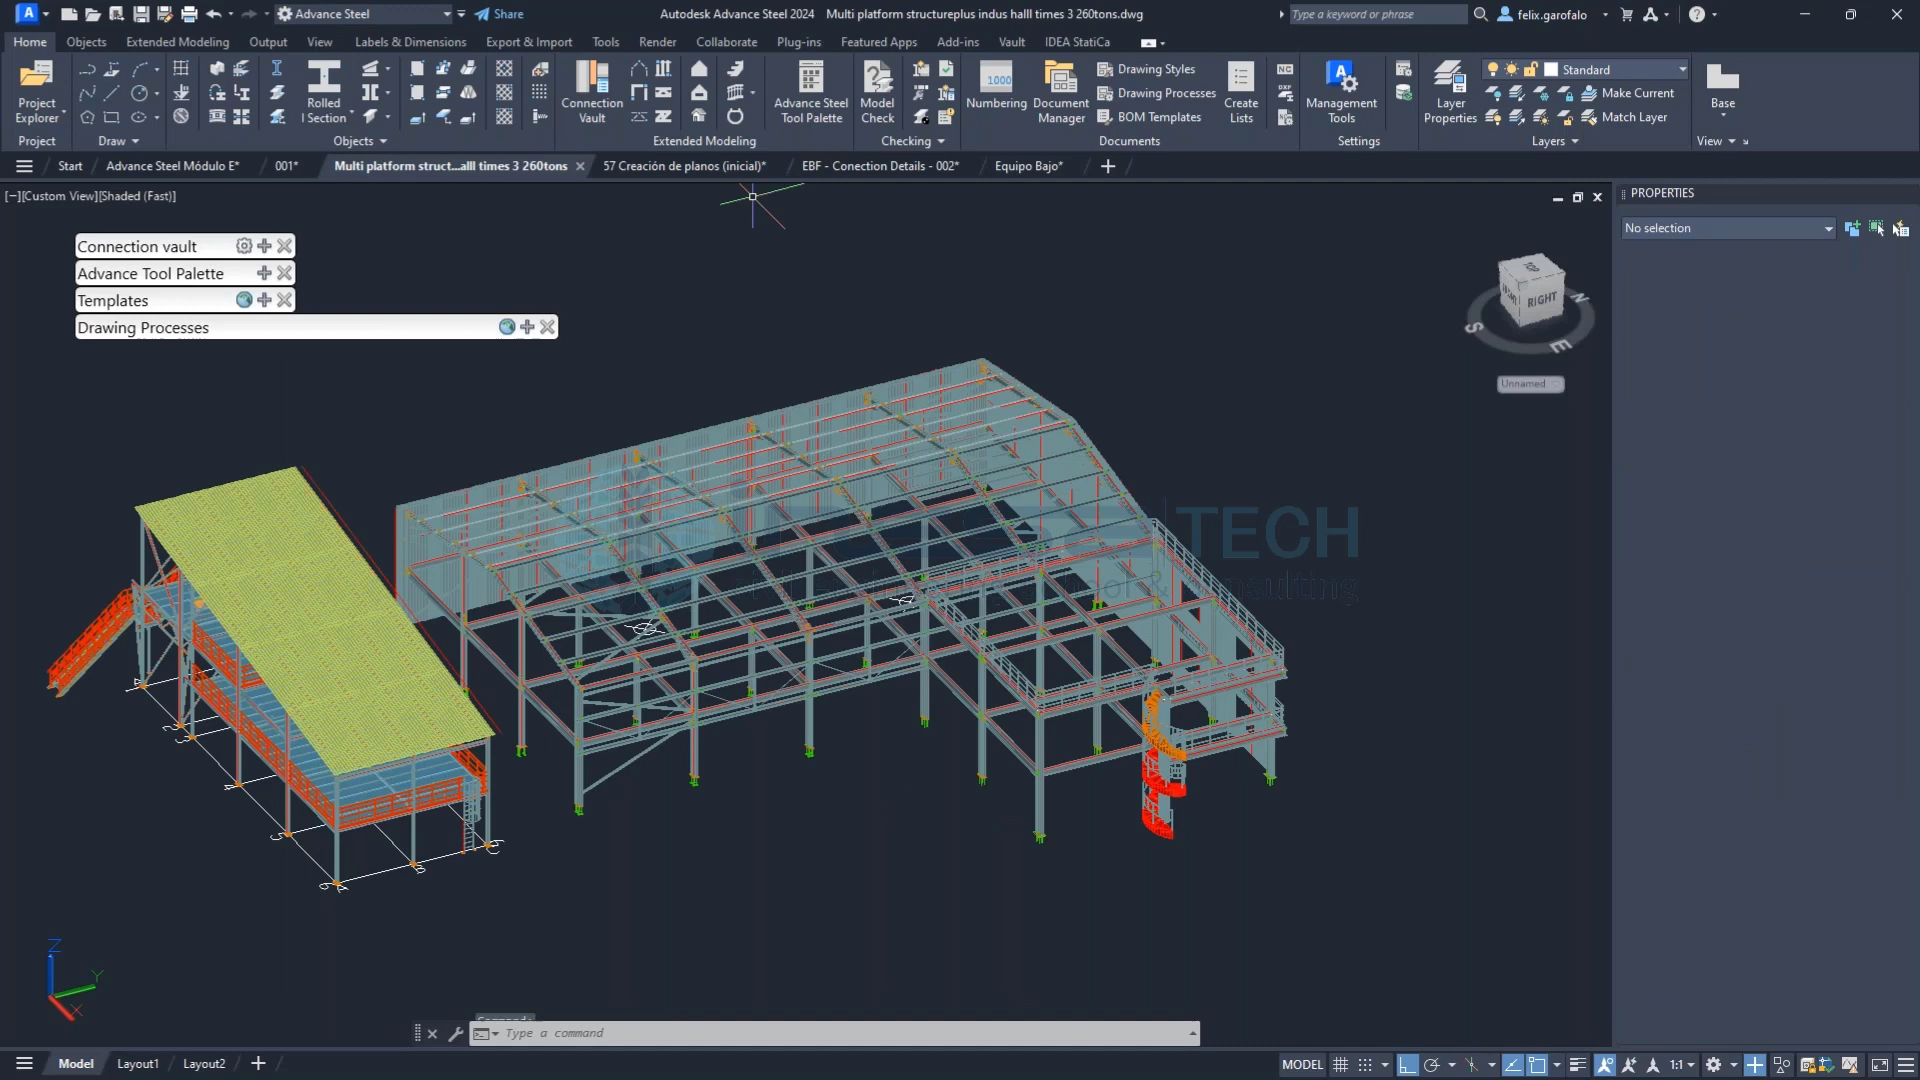 Advance Steel
Share
Autodesk Advance Steel 2024 Multi platform structureplus indus halll times 3 260tons.dwg
Type a keyword or phrase
felix.garofalo
Home Objects Extended Modeling Output View Labels & Dimensions Export & Import Tools Render Collaborate Plug-ins Featured Apps Add-ins Vault IDEA StatiCa
Project Explorer
Project
Draw
Rolled I Section
Objects
Connection Vault
Extended Modeling
Advance Steel Tool Palette
Model Check
Checking
1000
Numbering
Document Manager
Drawing Styles
Drawing Processes
BOM Templates
Create Lists
NC
DXF
Documents
Management Tools
Settings
Layer Properties
Standard
Make Current
Match Layer
Layers
Base
View
Start
Advance Steel Módulo E*
001*
Multi platform struct...alll times 3 260tons
57 Creación de planos (inicial)*
EBF - Conection Details - 002*
Equipo Bajo*
[−][Custom View][Shaded (Fast)]
PROPERTIES
No selection
Connection vault
Advance Tool Palette
Templates
Drawing Processes
TOP
RIGHT
N
S
E
Unnamed
TECH
Z
Y
X
Command:
Type a command
Model
Layout1
Layout2
MODEL
1:1